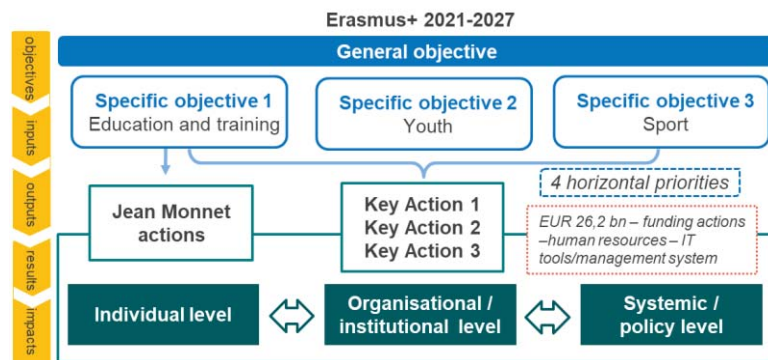 Erasmus+ 2021-2027
objectives
inputs
outputs
results
impacts
General objective
Specific objective 1
Education and training
Specific objective 2
Youth
Specific objective 3
Sport
4 horizontal priorities
Jean Monnet
actions
Key Action 1
Key Action 2
Key Action 3
EUR 26,2 bn – funding actions
–human resources – IT
tools/management system
Individual level
Organisational /
institutional level
Systemic /
policy level